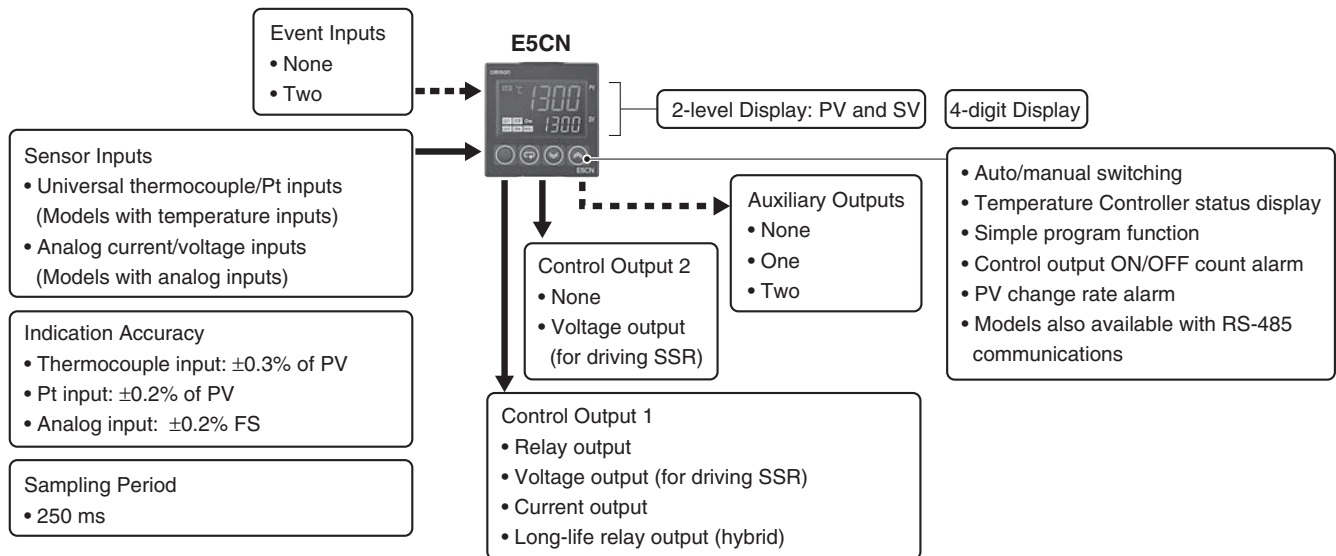 Event Inputs
• None
• Two
E5CN
omron
℃
1300
PV
1300
SV
E5CN
2-level Display: PV and SV
4-digit Display
Sensor Inputs
• Universal thermocouple/Pt inputs
(Models with temperature inputs)
• Analog current/voltage inputs
(Models with analog inputs)
Indication Accuracy
• Thermocouple input: ±0.3% of PV
• Pt input: ±0.2% of PV
• Analog input: ±0.2% FS
Sampling Period
• 250 ms
Control Output 2
• None
• Voltage output
(for driving SSR)
Auxiliary Outputs
• None
• One
• Two
• Auto/manual switching
• Temperature Controller status display
• Simple program function
• Control output ON/OFF count alarm
• PV change rate alarm
• Models also available with RS-485
communications
Control Output 1
• Relay output
• Voltage output (for driving SSR)
• Current output
• Long-life relay output (hybrid)